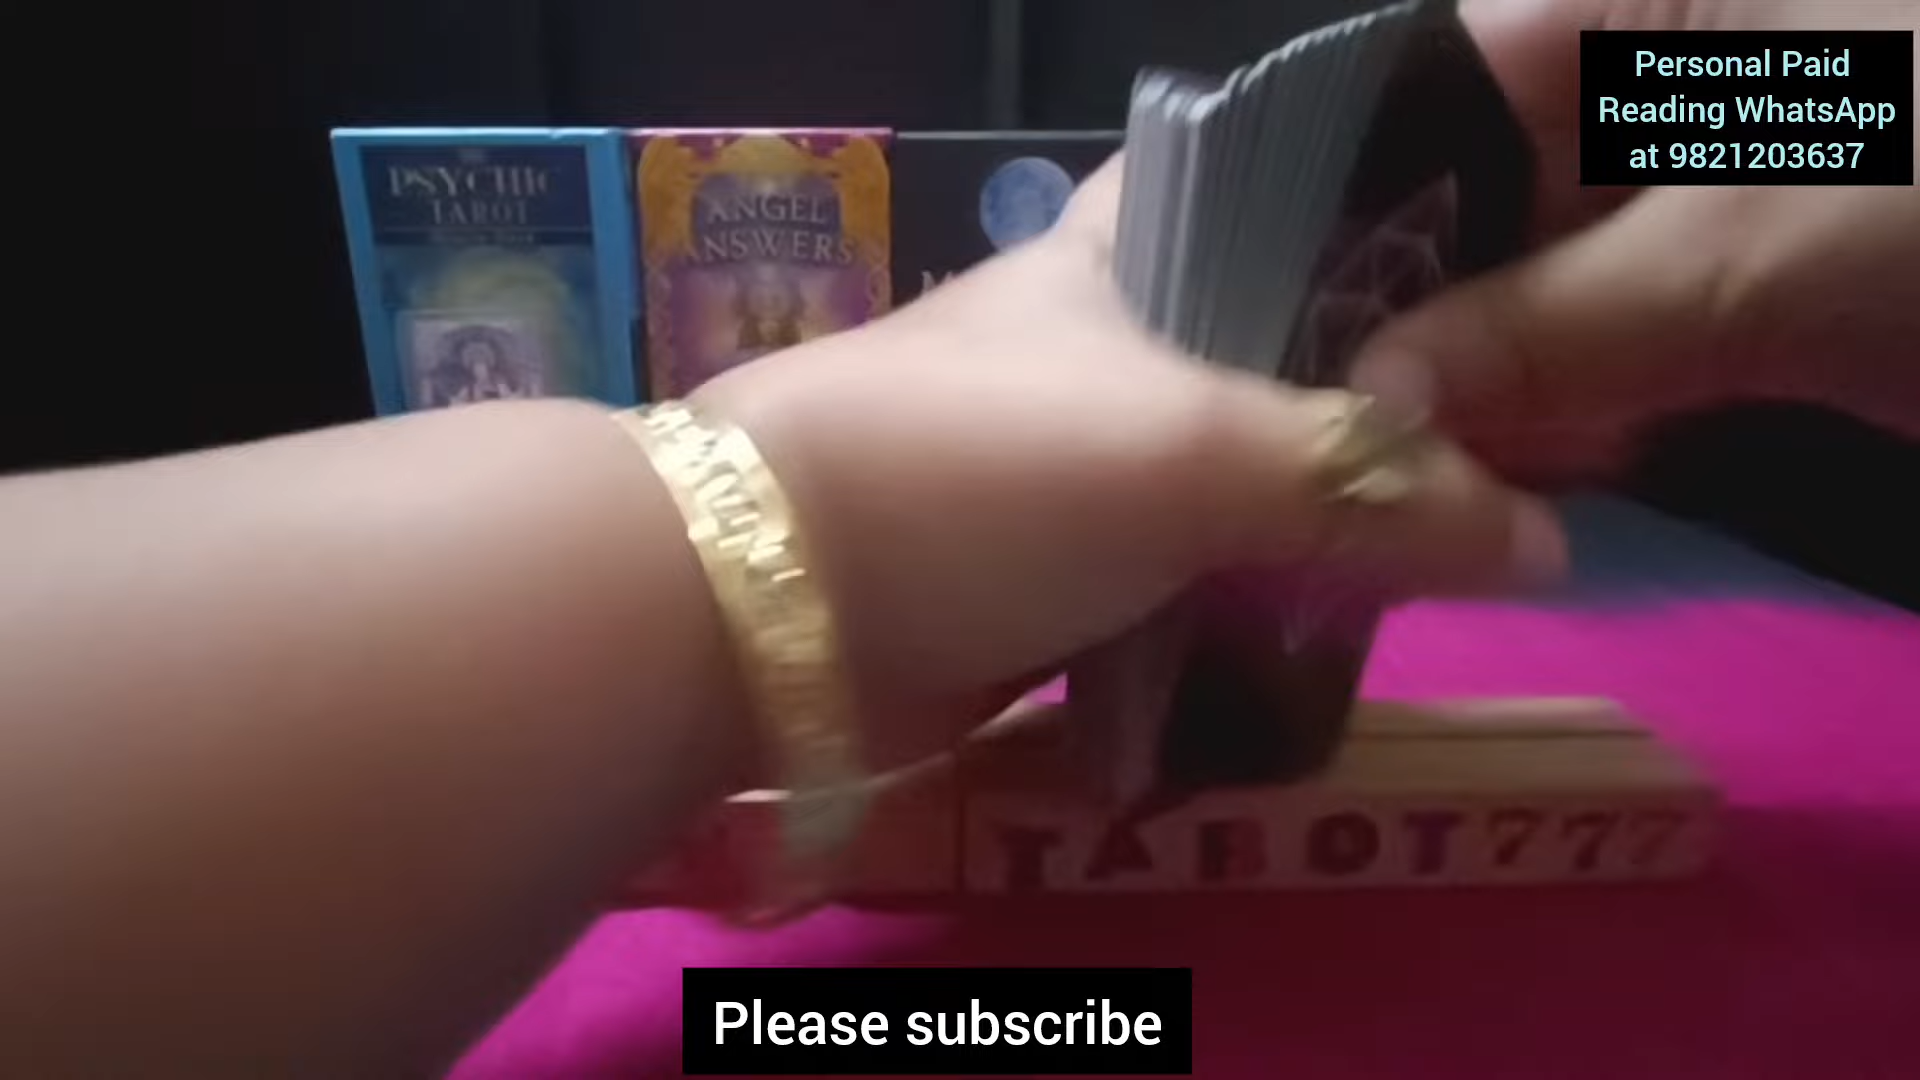 Personal Paid
Reading WhatsApp
at 9821203637
PSYCHIC
TAROT
ANGEL
ANSWERS
TAROT777
Please subscribe